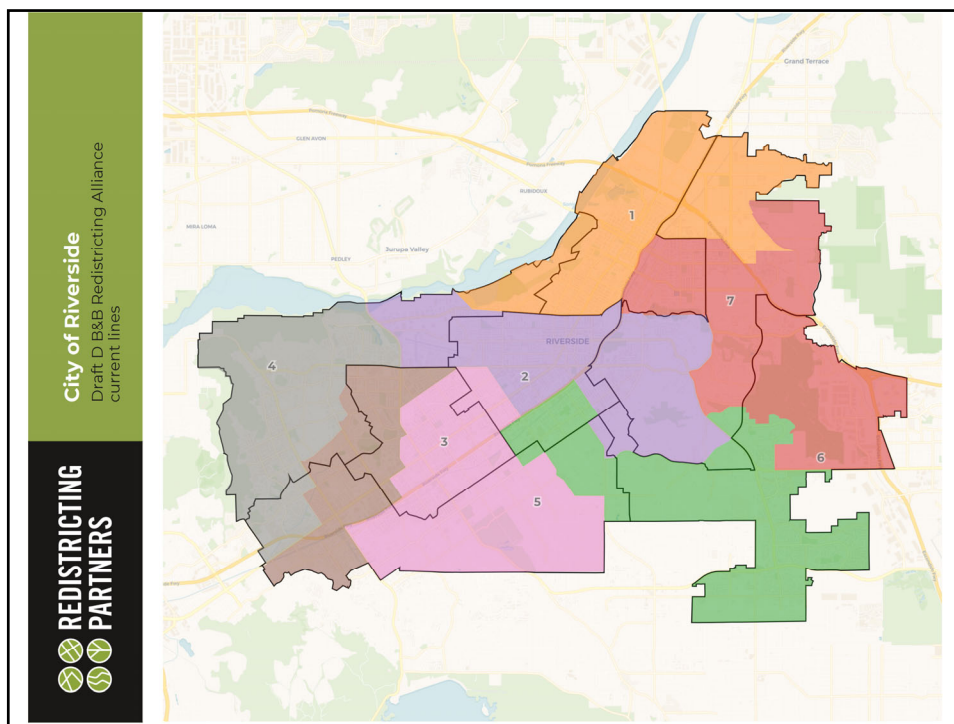 City of Riverside
Draft D B&B Redistricting Alliance
current lines
REDISTRICTING
PARTNERS
Grand Terrace
GLEN AVON
RUBIDOUX
MIRA LOMA
Jurupa Valley
PEDLEY
RIVERSIDE
1
7
4
2
3
5
6